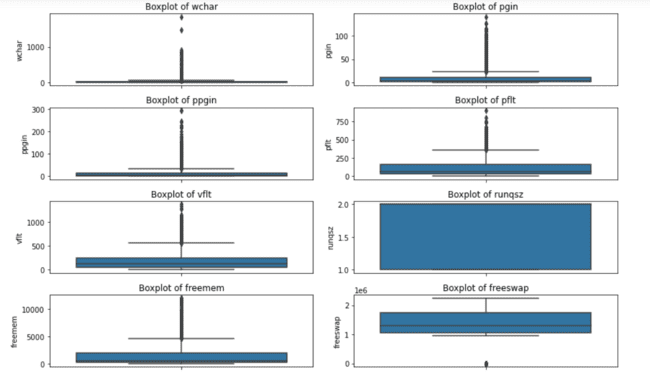 Boxplot of wchar
1000
0
wchar
Boxplot of pgin
100
50
0
pgin
Boxplot of ppgin
300
200
100
0
ppgin
Boxplot of pflt
750
500
250
0
pflt
Boxplot of vflt
1000
500
0
vflt
Boxplot of runqsz
2.0
1.5
1.0
runqsz
Boxplot of freemem
10000
5000
0
freemem
Boxplot of freeswap
1e6
2
1
0
freeswap